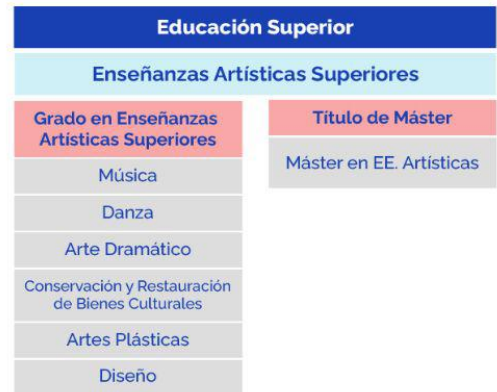 Educación Superior
Enseñanzas Artísticas Superiores
Grado en Enseñanzas
Artísticas Superiores
Música
Danza
Arte Dramático
Conservación y Restauración
de Bienes Culturales
Artes Plásticas
Diseño
Título de Máster
Máster en EE. Artísticas